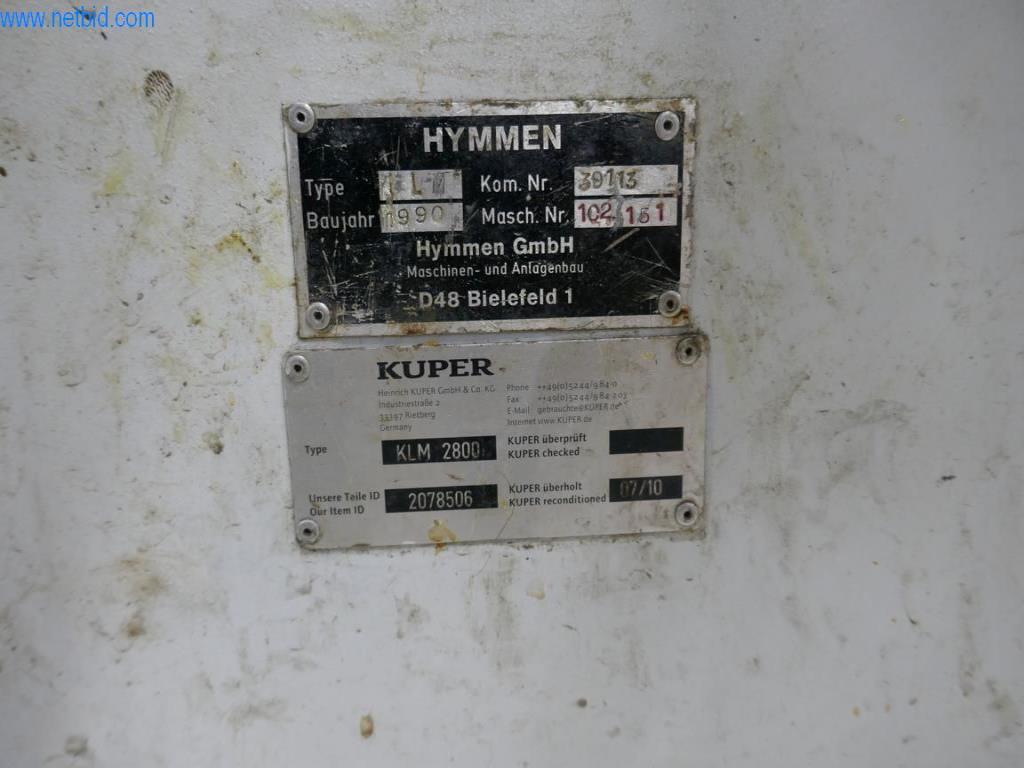 www.netbid.com
HYMMEN
Type Kom. Nr. 39113
Baujahr 1990 Masch. Nr. 102 151
Hymmen GmbH
Maschinen- und Anlagenbau
D48 Bielefeld 1
KUPER
Heinrich KUPER GmbH & Co. KG Phone ++49(0)5244/984-0
Industriestraße 2 Fax ++49(0)5244/984-203
33397 Rietberg E-Mail gebrauchte@KUPER.de
Germany Internet www.KUPER.de
Type KLM 2800 KUPER überprüft
KUPER checked
Unsere Teile ID 2078506 KUPER überholt 07/10
Our Item ID KUPER reconditioned